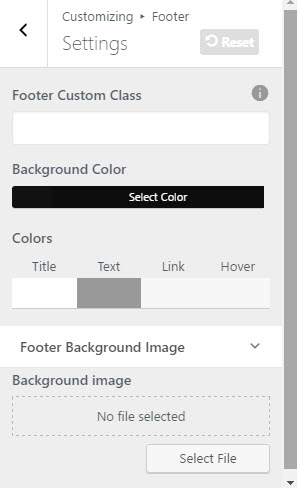 Customizing ▸ Footer
Settings
Reset
Footer Custom Class
Background Color
Select Color
Colors
Title Text Link Hover
Footer Background Image
Background image
No file selected
Select File